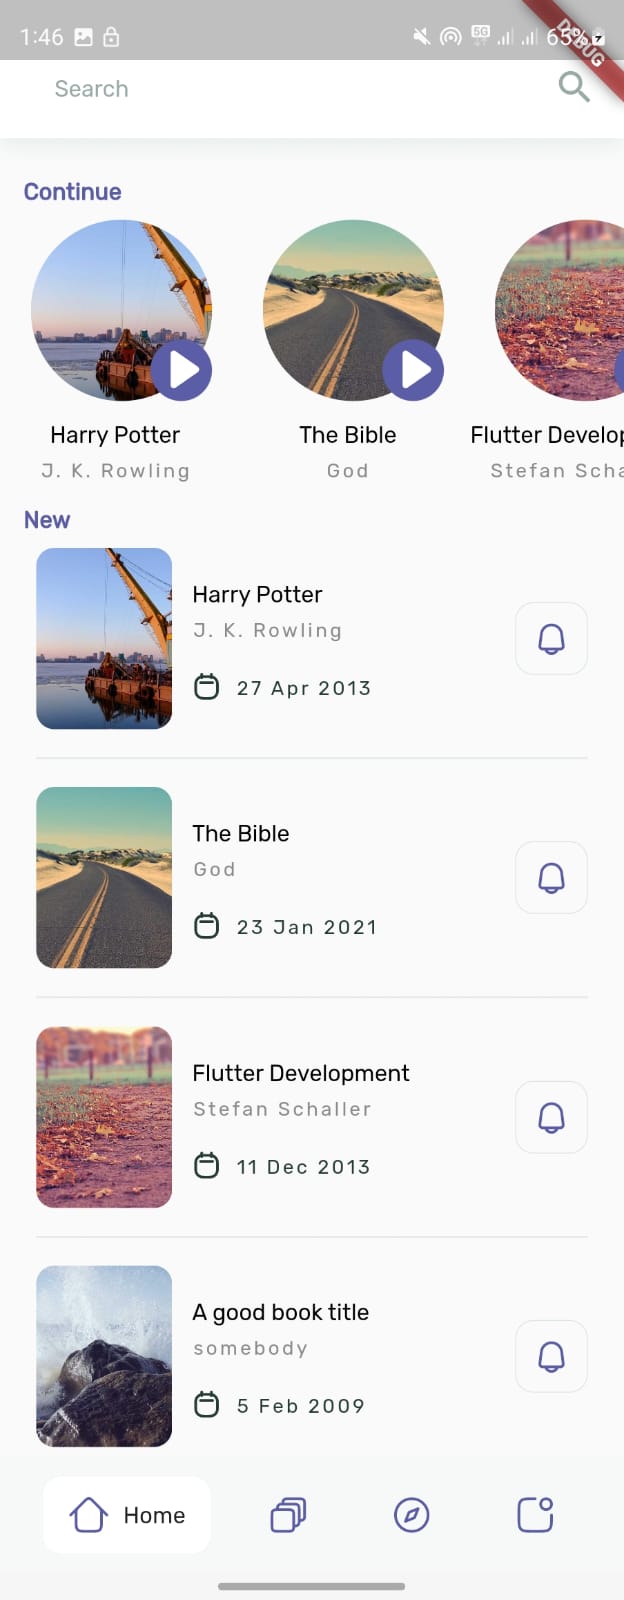 1:46
5G
65%
DEBUG
Search
Continue
Harry Potter
J. K. Rowling
The Bible
God
Flutter Develop
Stefan Scha
New
Harry Potter
J. K. Rowling
27 Apr 2013
The Bible
God
23 Jan 2021
Flutter Development
Stefan Schaller
11 Dec 2013
A good book title
somebody
5 Feb 2009
Home